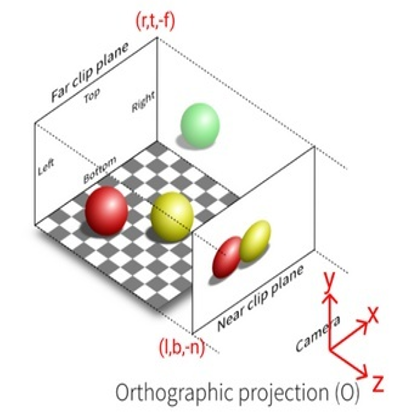 (r,t,-f)
Far clip plane
Top
Right
Left
Bottom
Near clip plane
(l,b,-n)
y
x
Camera
z
Orthographic projection (O)